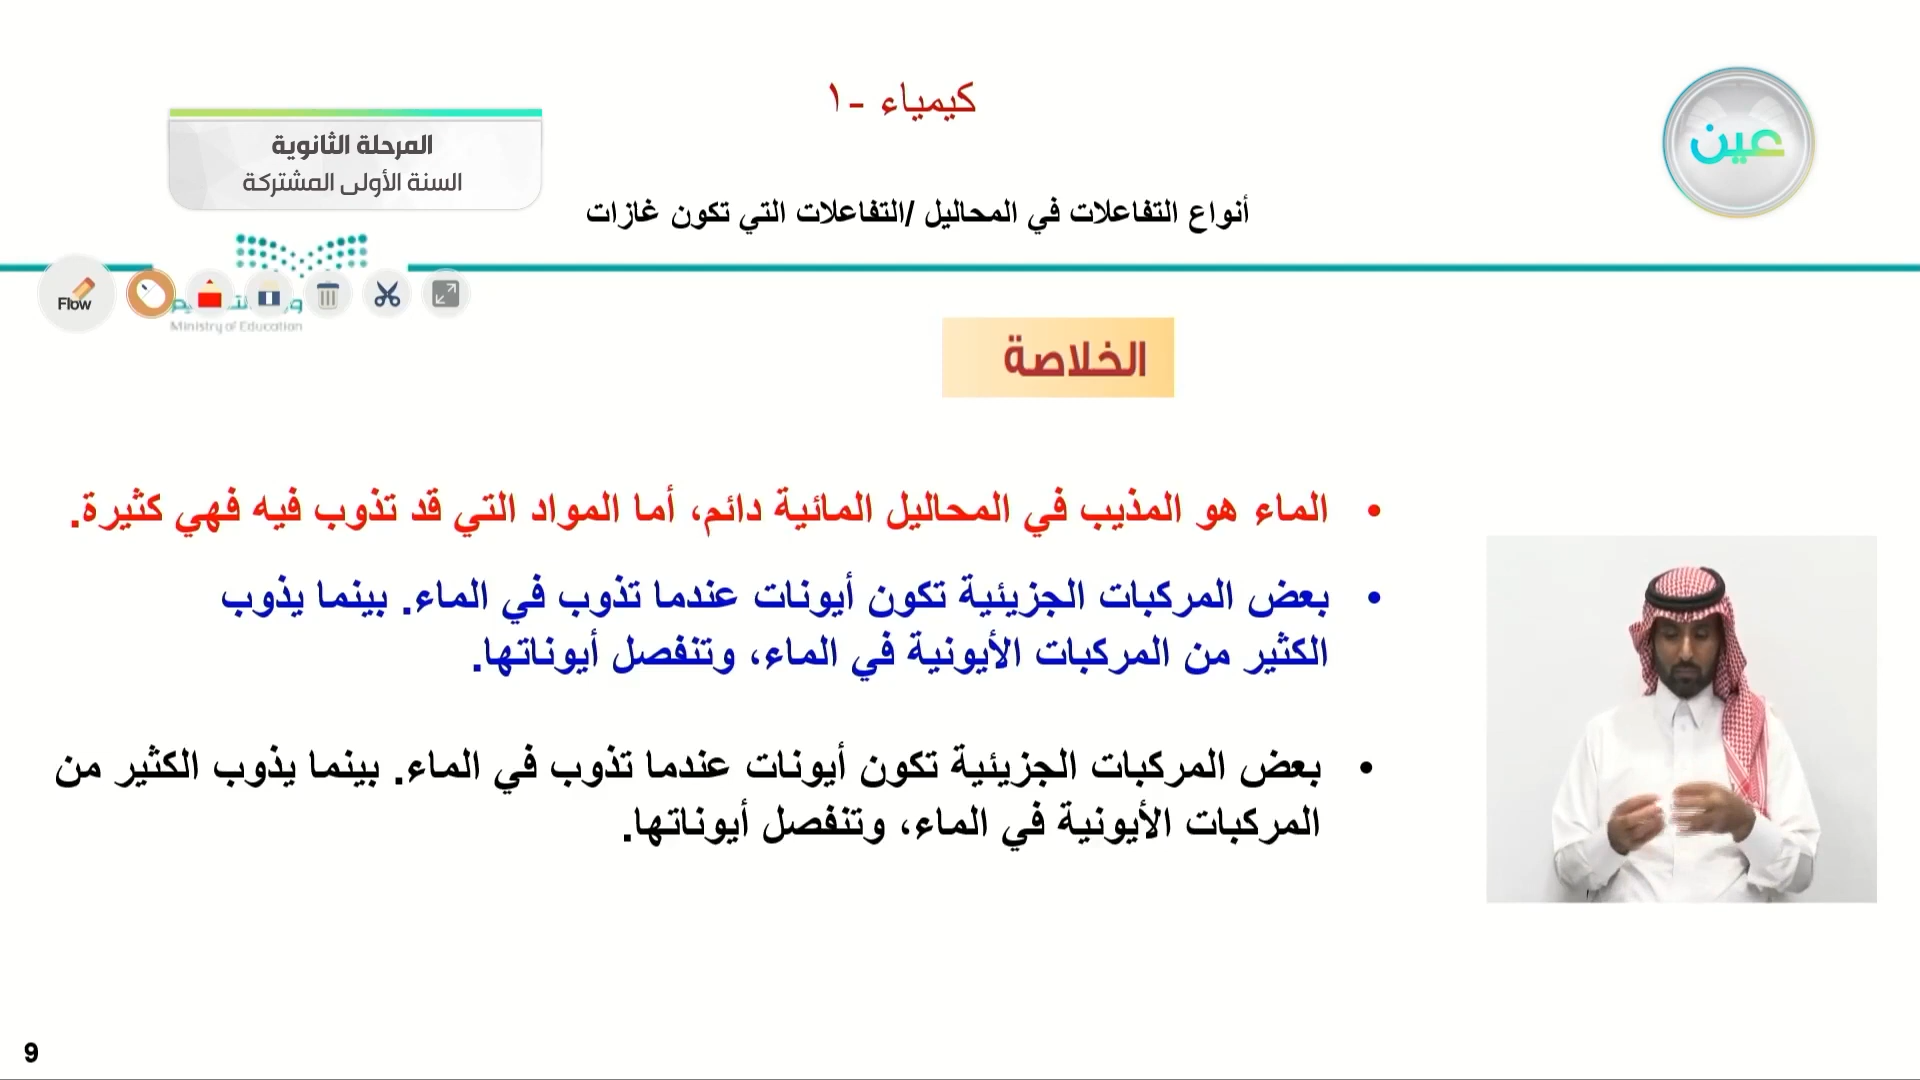 كيمياء -١
عين
المرحلة الثانوية
السنة الأولى المشتركة
أنواع التفاعلات في المحاليل /التفاعلات التي تكون غازات
Flow
Ministry of Education
الخلاصة
• الماء هو المذيب في المحاليل المائية دائم، أما المواد التي قد تذوب فيه فهي كثيرة.
• بعض المركبات الجزيئية تكون أيونات عندما تذوب في الماء. بينما يذوب
الكثير من المركبات الأيونية في الماء، وتنفصل أيوناتها.
• بعض المركبات الجزيئية تكون أيونات عندما تذوب في الماء. بينما يذوب الكثير من
المركبات الأيونية في الماء، وتنفصل أيوناتها.
9